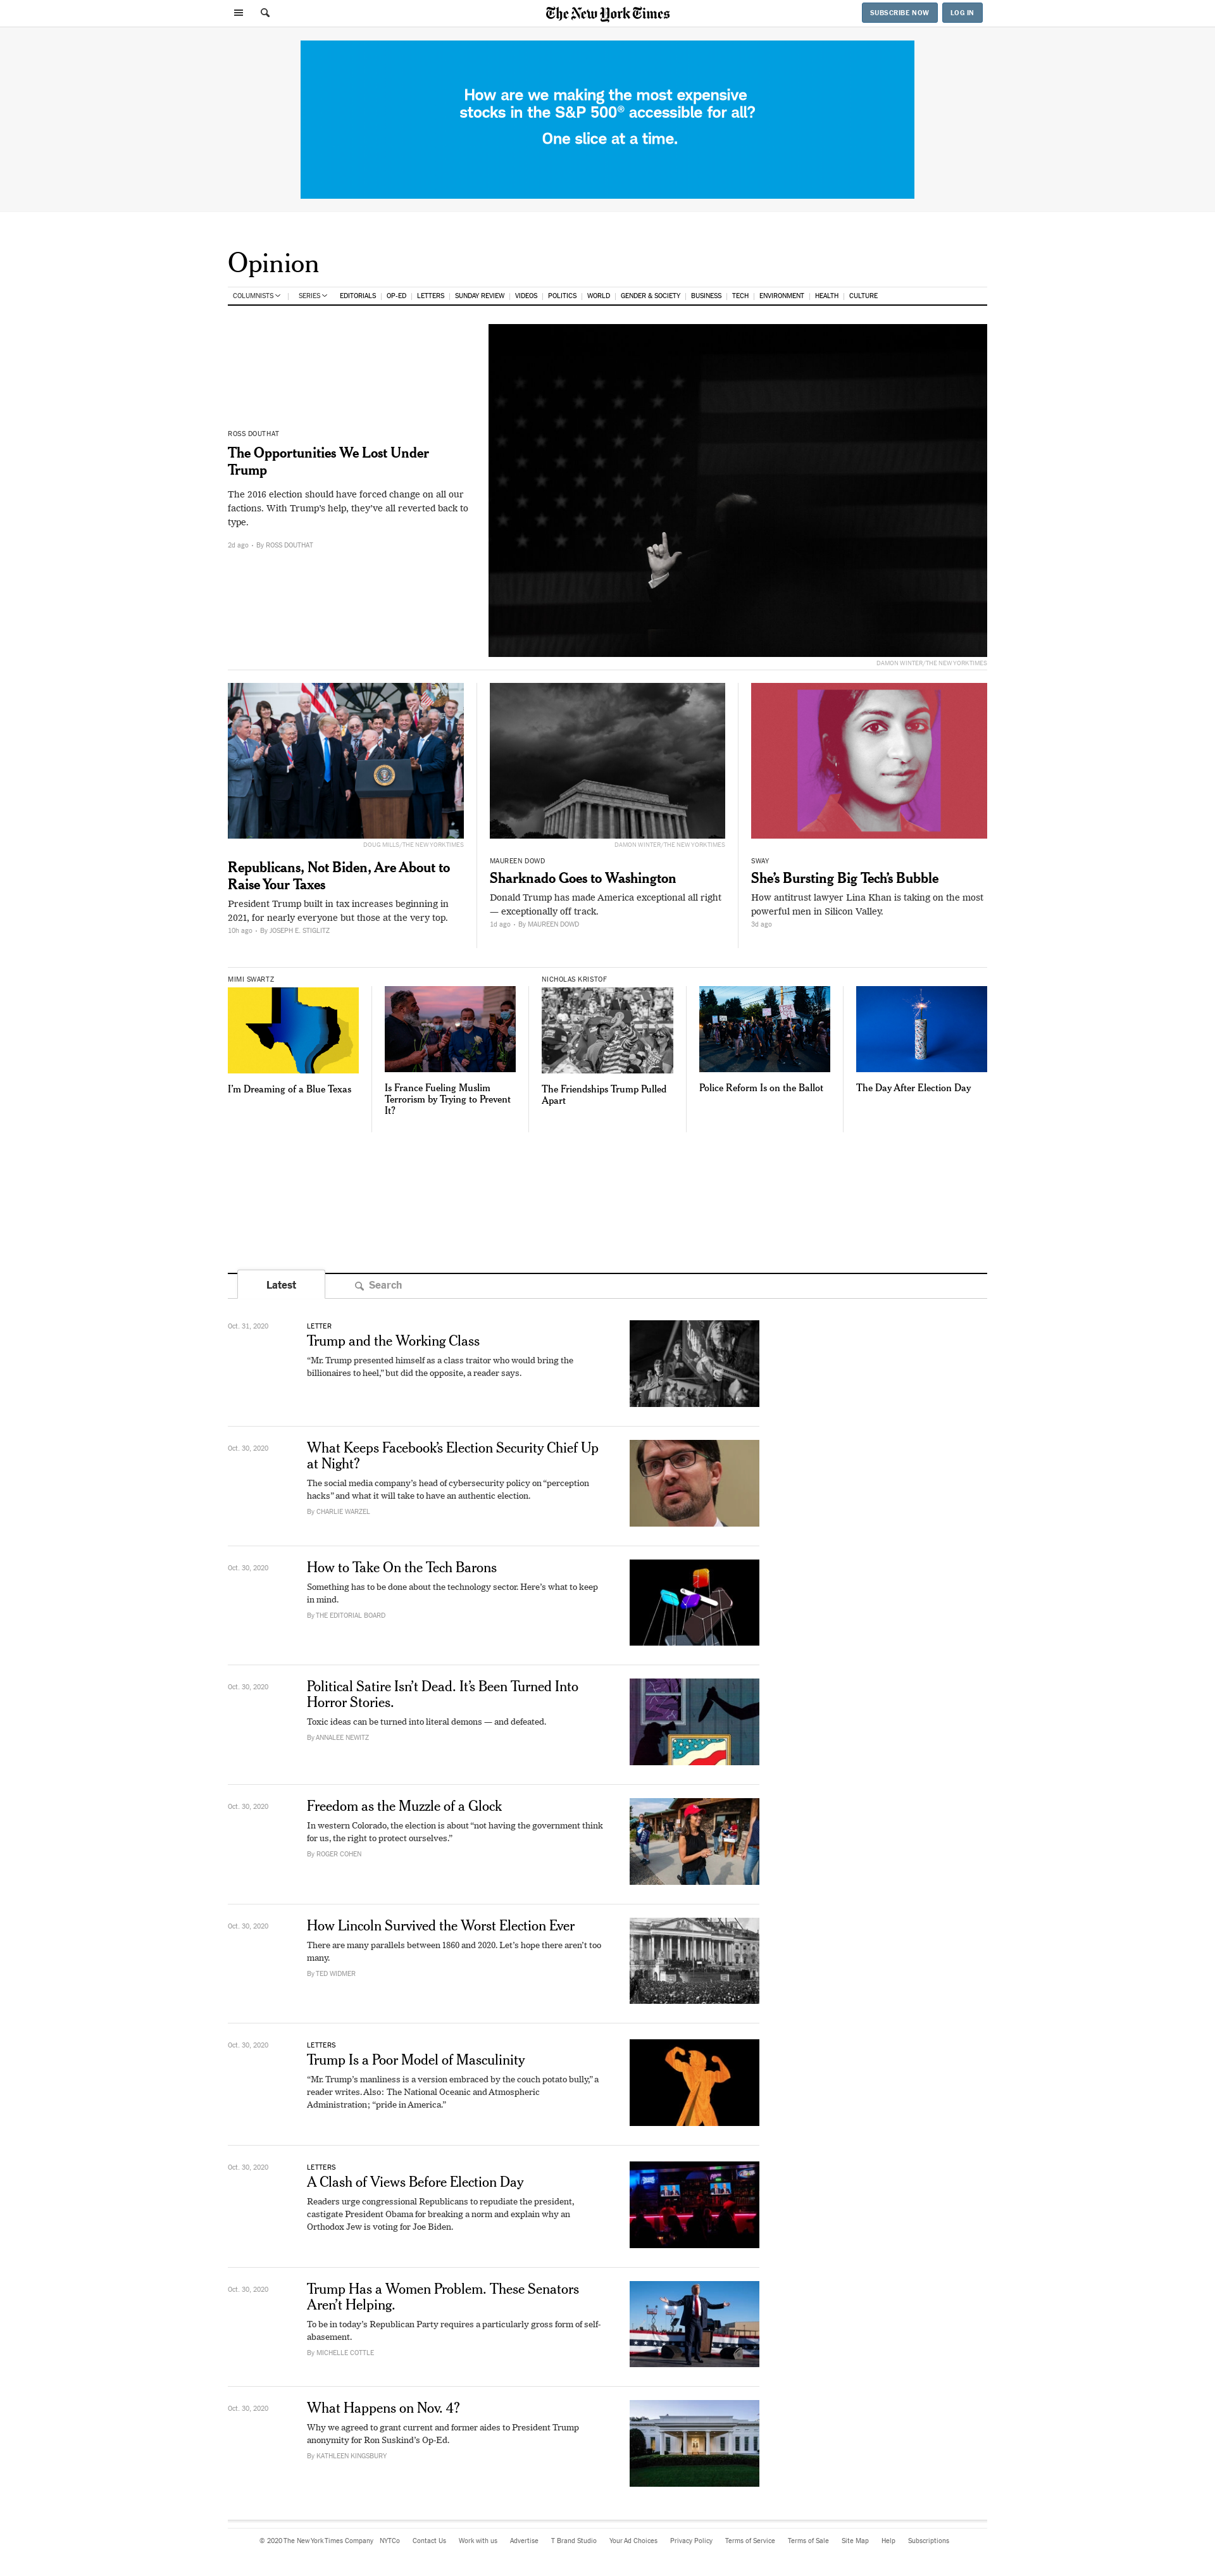 The New York Times
SUBSCRIBE NOW
LOG IN
How are we making the most expensive
stocks in the S&P 500® accessible for all?
One slice at a time.
Opinion
COLUMNISTS
SERIES
EDITORIALS
OP-ED
LETTERS
SUNDAY REVIEW
VIDEOS
POLITICS
WORLD
GENDER & SOCIETY
BUSINESS
TECH
ENVIRONMENT
HEALTH
CULTURE
ROSS DOUTHAT
The Opportunities We Lost Under
Trump
The 2016 election should have forced change on all our
factions. With Trump's help, they've all reverted back to
type.
2d ago • By ROSS DOUTHAT
DAMON WINTER/THE NEW YORK TIMES
DOUG MILLS/THE NEW YORK TIMES
Republicans, Not Biden, Are About to
Raise Your Taxes
President Trump built in tax increases beginning in
2021, for nearly everyone but those at the very top.
10h ago • By JOSEPH E. STIGLITZ
DAMON WINTER/THE NEW YORK TIMES
MAUREEN DOWD
Sharknado Goes to Washington
Donald Trump has made America exceptional all right
— exceptionally off track.
1d ago • By MAUREEN DOWD
SWAY
She's Bursting Big Tech's Bubble
How antitrust lawyer Lina Khan is taking on the most
powerful men in Silicon Valley.
3d ago
MIMI SWARTZ
I'm Dreaming of a Blue Texas
Is France Fueling Muslim
Terrorism by Trying to Prevent
It?
NICHOLAS KRISTOF
The Friendships Trump Pulled
Apart
Police Reform Is on the Ballot
The Day After Election Day
Latest
Search
Oct. 31, 2020
LETTER
Trump and the Working Class
“Mr. Trump presented himself as a class traitor who would bring the
billionaires to heel,” but did the opposite, a reader says.
Oct. 30, 2020
What Keeps Facebook's Election Security Chief Up
at Night?
The social media company's head of cybersecurity policy on “perception
hacks” and what it will take to have an authentic election.
By CHARLIE WARZEL
Oct. 30, 2020
How to Take On the Tech Barons
Something has to be done about the technology sector. Here's what to keep
in mind.
By THE EDITORIAL BOARD
Oct. 30, 2020
Political Satire Isn't Dead. It's Been Turned Into
Horror Stories.
Toxic ideas can be turned into literal demons — and defeated.
By ANNALEE NEWITZ
Oct. 30, 2020
Freedom as the Muzzle of a Glock
In western Colorado, the election is about “not having the government think
for us, the right to protect ourselves.”
By ROGER COHEN
Oct. 30, 2020
How Lincoln Survived the Worst Election Ever
There are many parallels between 1860 and 2020. Let's hope there aren't too
many.
By TED WIDMER
Oct. 30, 2020
LETTERS
Trump Is a Poor Model of Masculinity
“Mr. Trump's manliness is a version embraced by the couch potato bully,” a
reader writes. Also: The National Oceanic and Atmospheric
Administration; “pride in America.”
Oct. 30, 2020
LETTERS
A Clash of Views Before Election Day
Readers urge congressional Republicans to repudiate the president,
castigate President Obama for breaking a norm and explain why an
Orthodox Jew is voting for Joe Biden.
Oct. 30, 2020
Trump Has a Women Problem. These Senators
Aren't Helping.
To be in today's Republican Party requires a particularly gross form of self-
abasement.
By MICHELLE COTTLE
Oct. 30, 2020
What Happens on Nov. 4?
Why we agreed to grant current and former aides to President Trump
anonymity for Ron Suskind's Op-Ed.
By KATHLEEN KINGSBURY
© 2020 The New York Times Company
NYTCo
Contact Us
Work with us
Advertise
T Brand Studio
Your Ad Choices
Privacy Policy
Terms of Service
Terms of Sale
Site Map
Help
Subscriptions